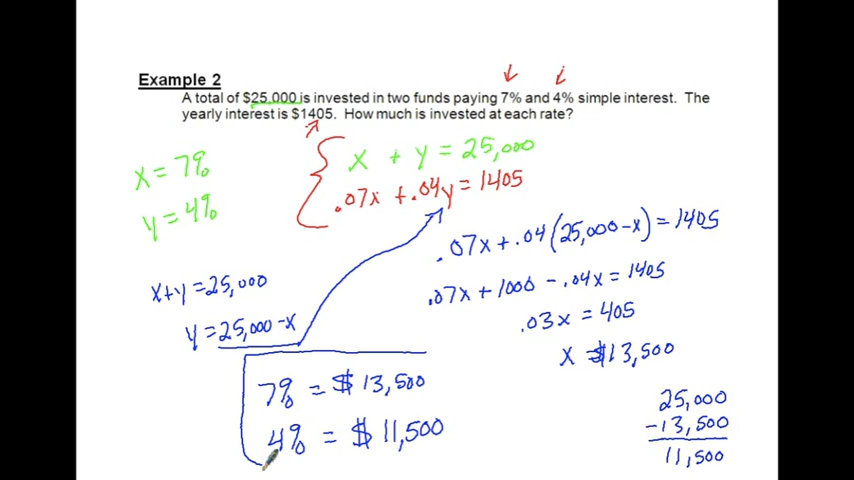 Example 2
A total of $25,000 is invested in two funds paying 7% and 4% simple interest. The
yearly interest is $1405. How much is invested at each rate?
x = 7%
y = 4%
x + y = 25,000
.07x + .04y = 1405
x+y = 25,000
y = 25,000 - x
.07x + .04(25,000 - x) = 1405
.07x + 1000 - .04x = 1405
.03x = 405
x = $13,500
7% = $13,500
4% = $11,500
25,000
-13,500
11,500